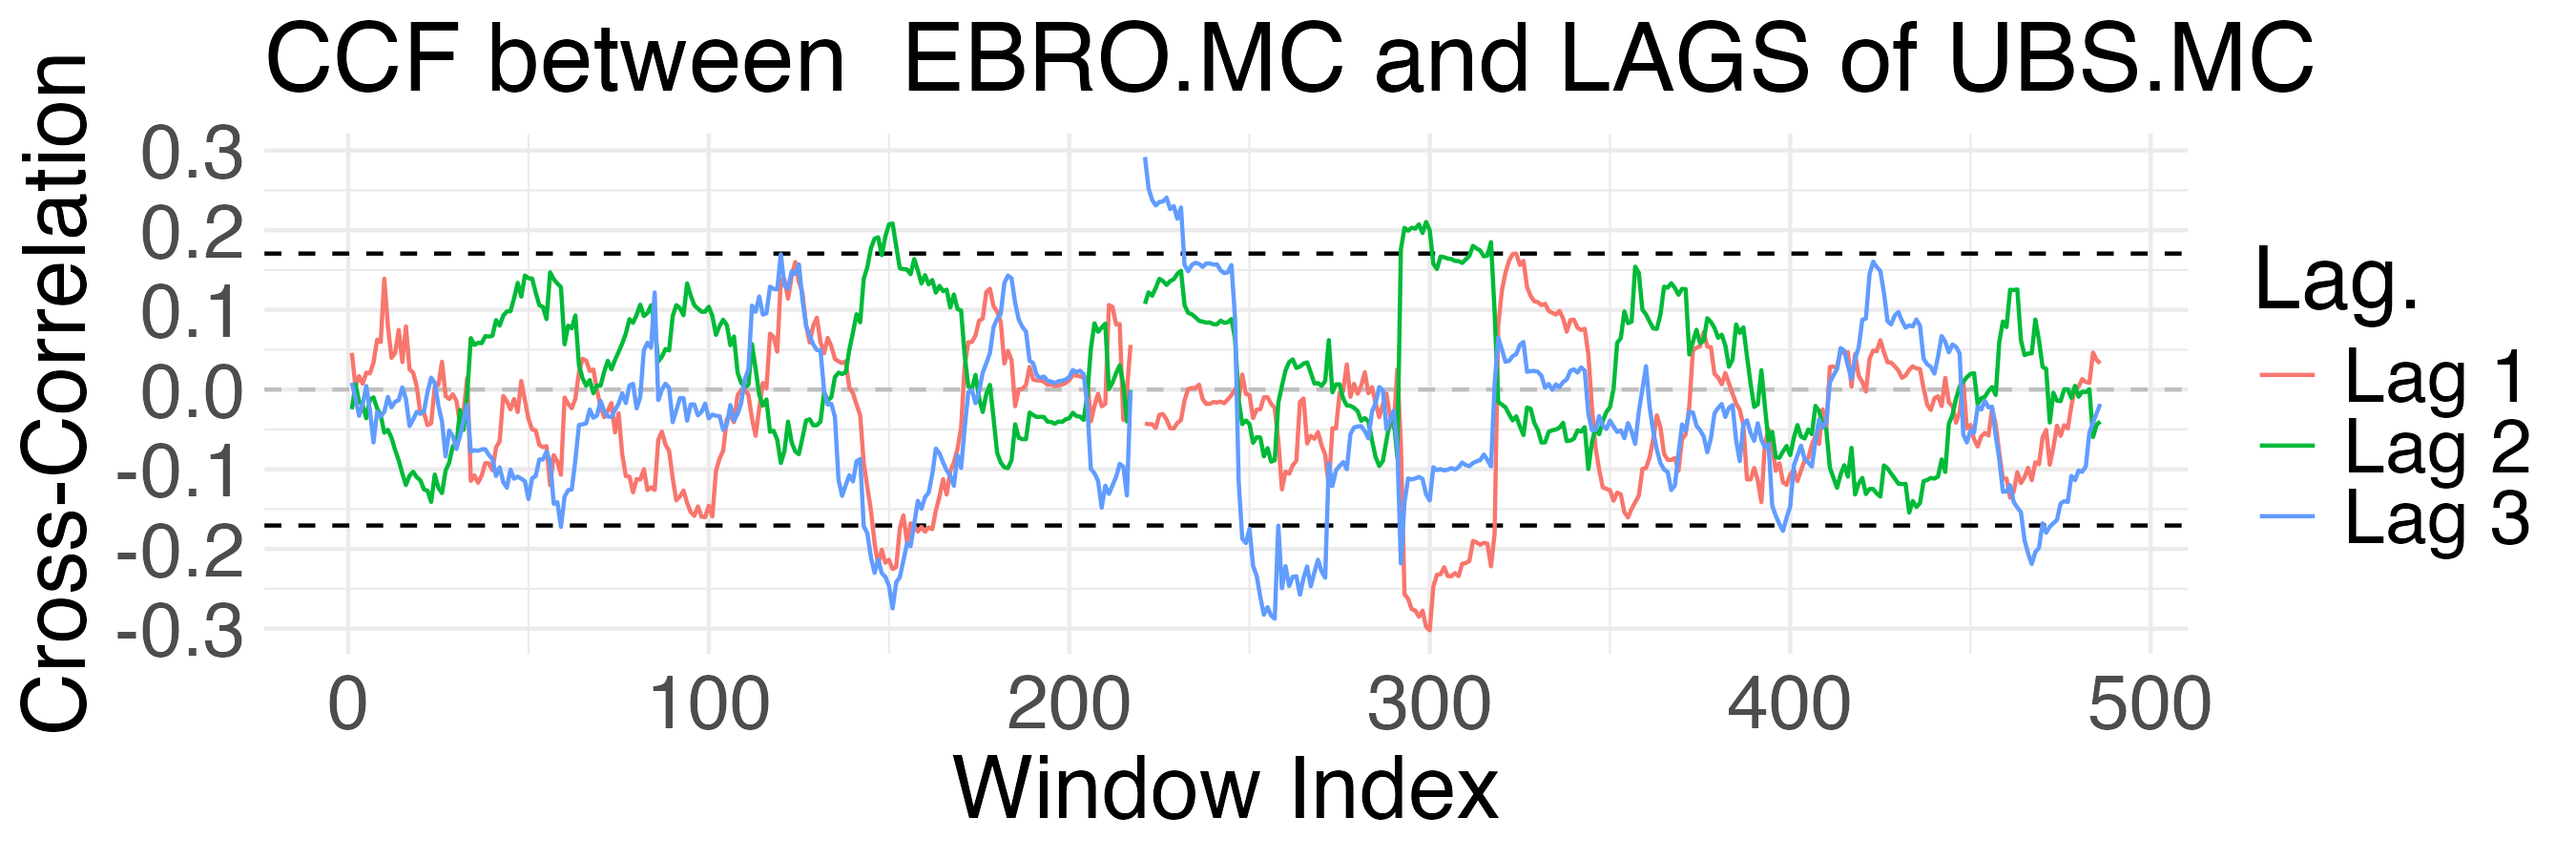 CCF between  EBRO.MC and LAGS of UBS.MC
Cross-Correlation
0.3
0.2
0.1
0.0
-0.1
-0.2
-0.3
0 100 200 300 400 500
Window Index
Lag.
Lag 1
Lag 2
Lag 3